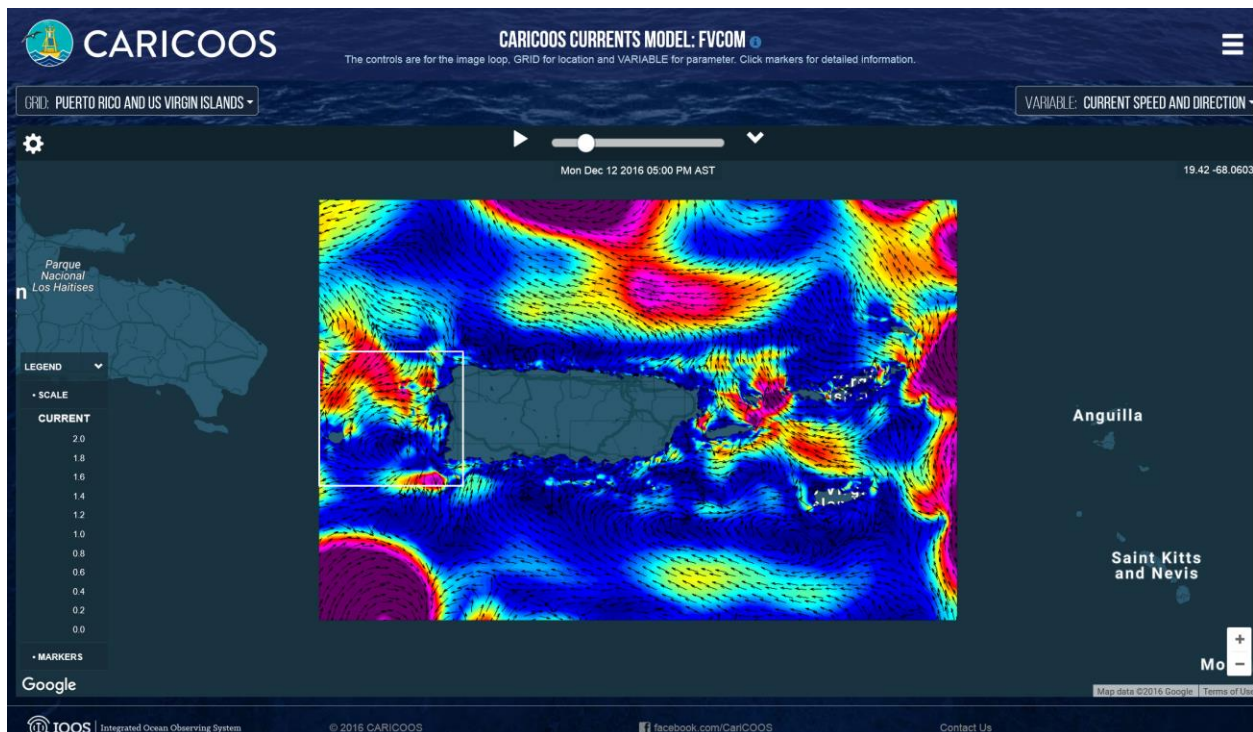 CARICOOS
CARICOOS CURRENTS MODEL: FVCOM
The controls are for the image loop, GRID for location and VARIABLE for parameter. Click markers for detailed information.
GRID: PUERTO RICO AND US VIRGIN ISLANDS
VARIABLE: CURRENT SPEED AND DIRECTION
Mon Dec 12 2016 05:00 PM AST
19.42 -68.0603
Parque
Nacional
Los Haitises
n
LEGEND
• SCALE
CURRENT
2.0
1.8
1.6
1.4
1.2
1.0
0.8
0.6
0.4
0.2
0.0
• MARKERS
Google
Anguilla
Saint Kitts
and Nevis
Mo
+
−
Map data ©2016 Google
Terms of Use
IOOS Integrated Ocean Observing System
© 2016 CARICOOS
facebook.com/CariCOOS
Contact Us